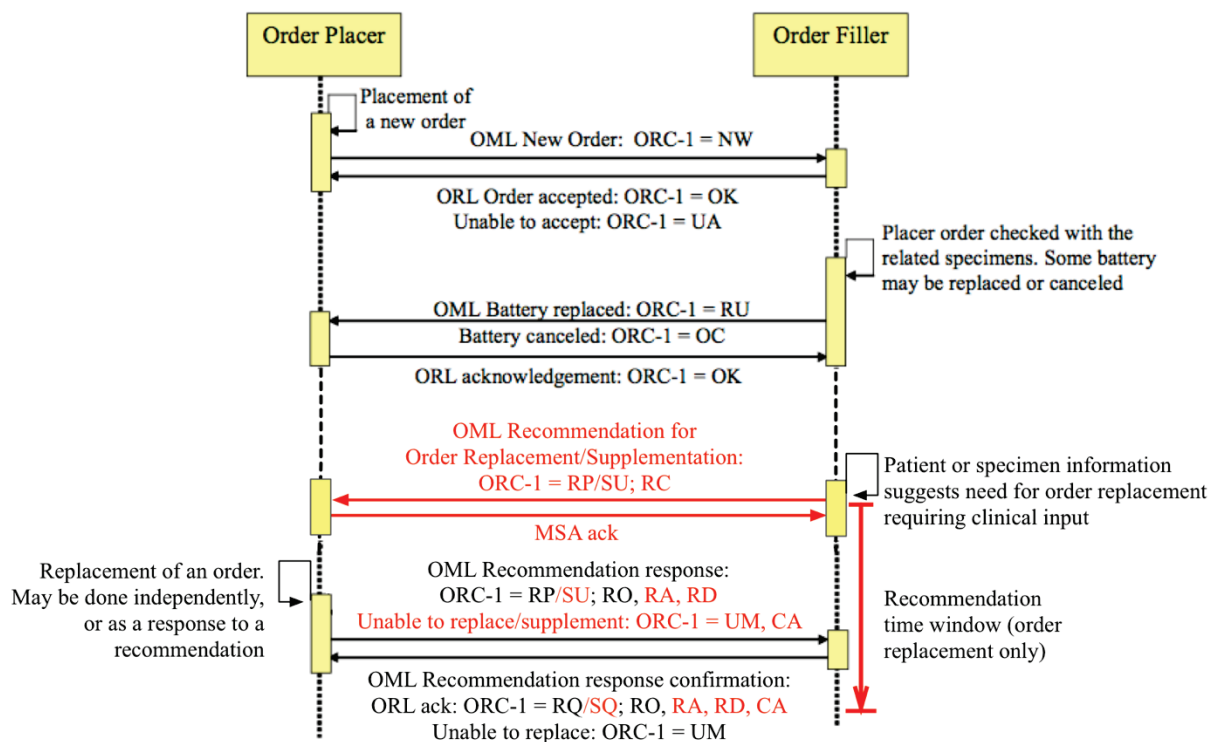 Order Placer
Order Filler
Placement of
a new order
OML New Order:  ORC-1 = NW
ORL Order accepted: ORC-1 = OK
Unable to accept: ORC-1 = UA
Placer order checked with the
related specimens. Some battery
may be replaced or canceled
OML Battery replaced: ORC-1 = RU
Battery canceled: ORC-1 = OC
ORL acknowledgement: ORC-1 = OK
OML Recommendation for
Order Replacement/Supplementation:
ORC-1 = RP/SU; RC
Patient or specimen information
suggests need for order replacement
requiring clinical input
MSA ack
Replacement of an order.
May be done independently,
or as a response to a
recommendation
OML Recommendation response:
ORC-1 = RP/SU; RO, RA, RD
Unable to replace/supplement: ORC-1 = UM, CA
Recommendation
time window (order
replacement only)
OML Recommendation response confirmation:
ORL ack: ORC-1 = RQ/SQ; RO, RA, RD, CA
Unable to replace: ORC-1 = UM